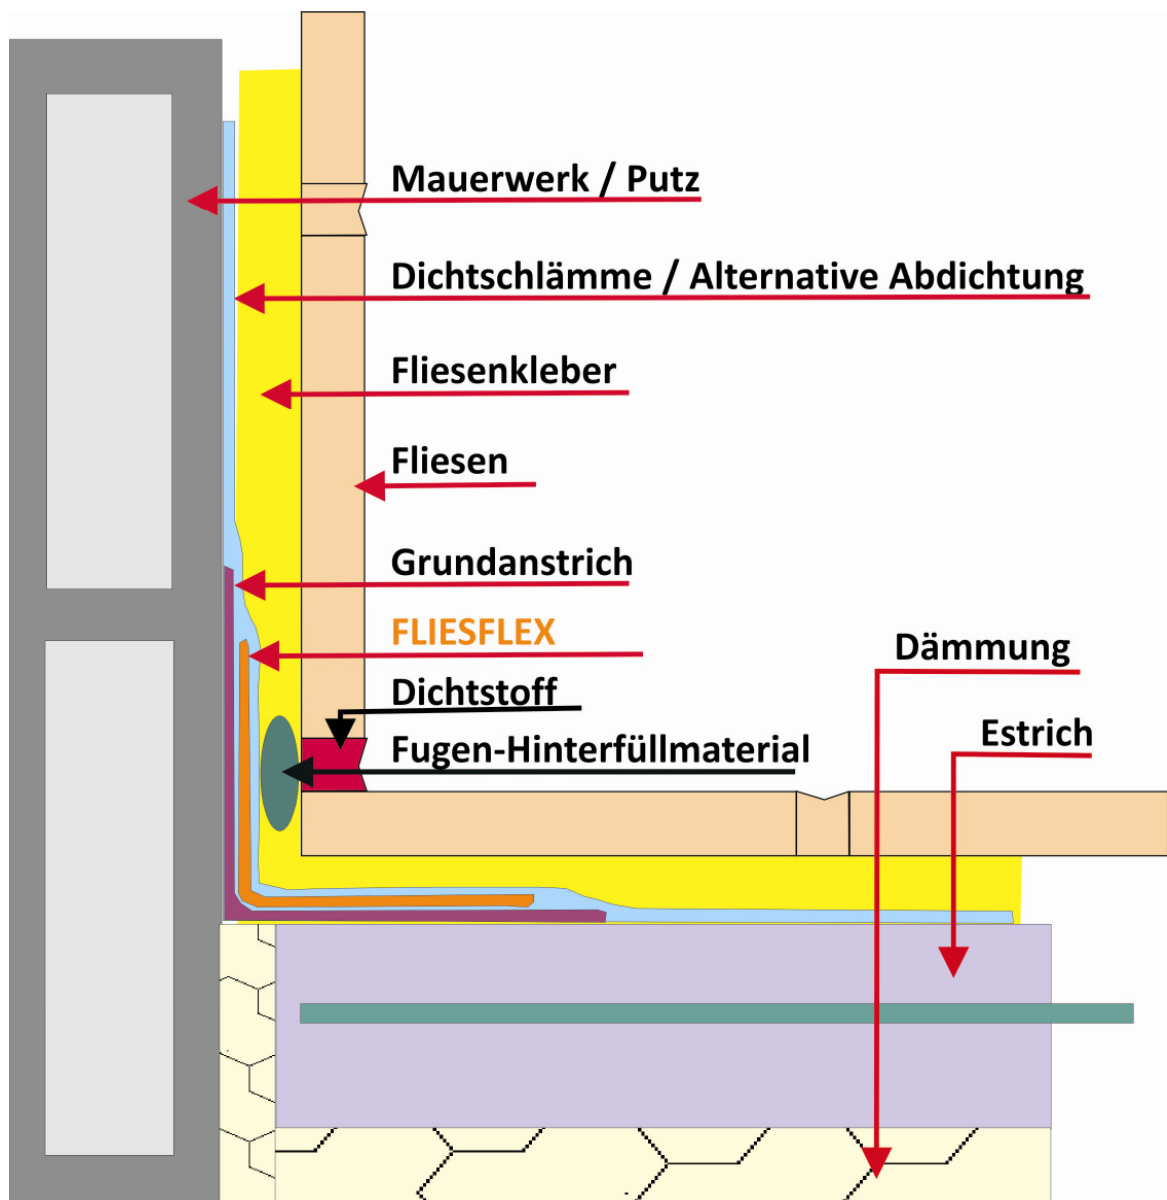 Mauerwerk / Putz
Dichtschlämme / Alternative Abdichtung
Fliesenkleber
Fliesen
Grundanstrich
FLIESFLEX
Dämmung
Dichtstoff
Estrich
Fugen-Hinterfüllmaterial